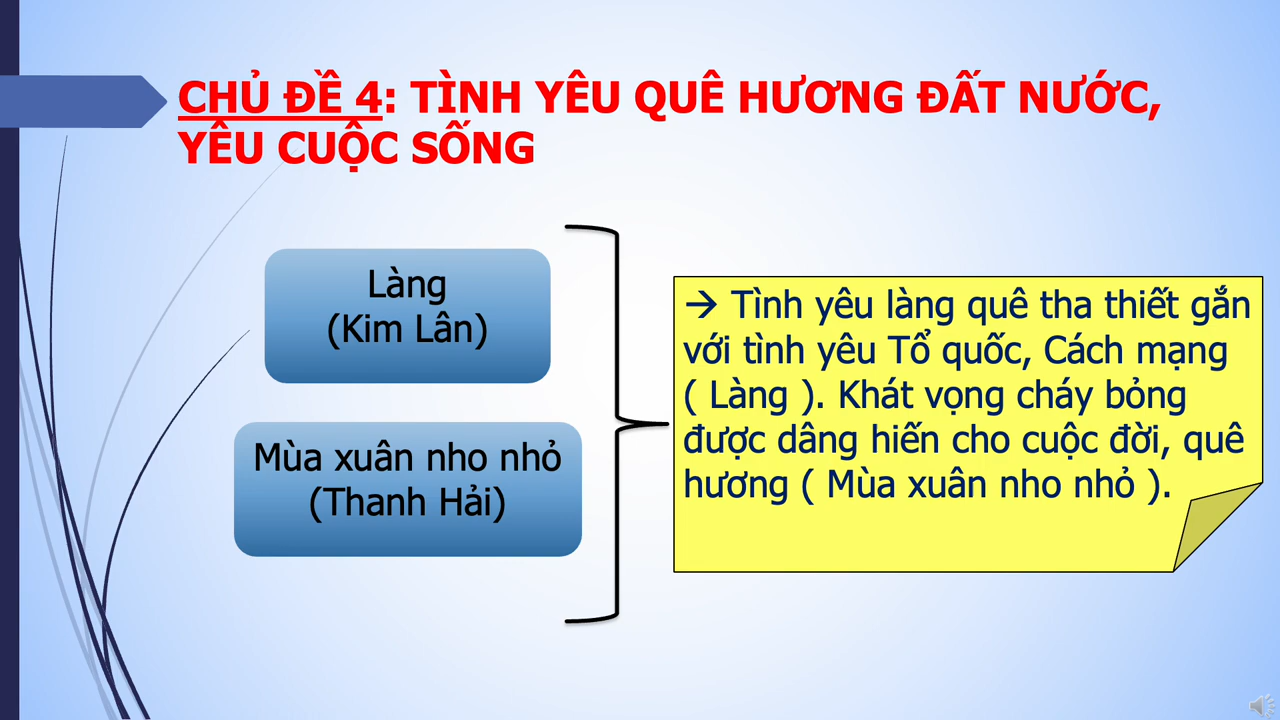 CHỦ ĐỀ 4: TÌNH YÊU QUÊ HƯƠNG ĐẤT NƯỚC,
YÊU CUỘC SỐNG
Làng
(Kim Lân)
Mùa xuân nho nhỏ
(Thanh Hải)
→ Tình yêu làng quê tha thiết gắn
với tình yêu Tổ quốc, Cách mạng
( Làng ). Khát vọng cháy bỏng
được dâng hiến cho cuộc đời, quê
hương ( Mùa xuân nho nhỏ ).